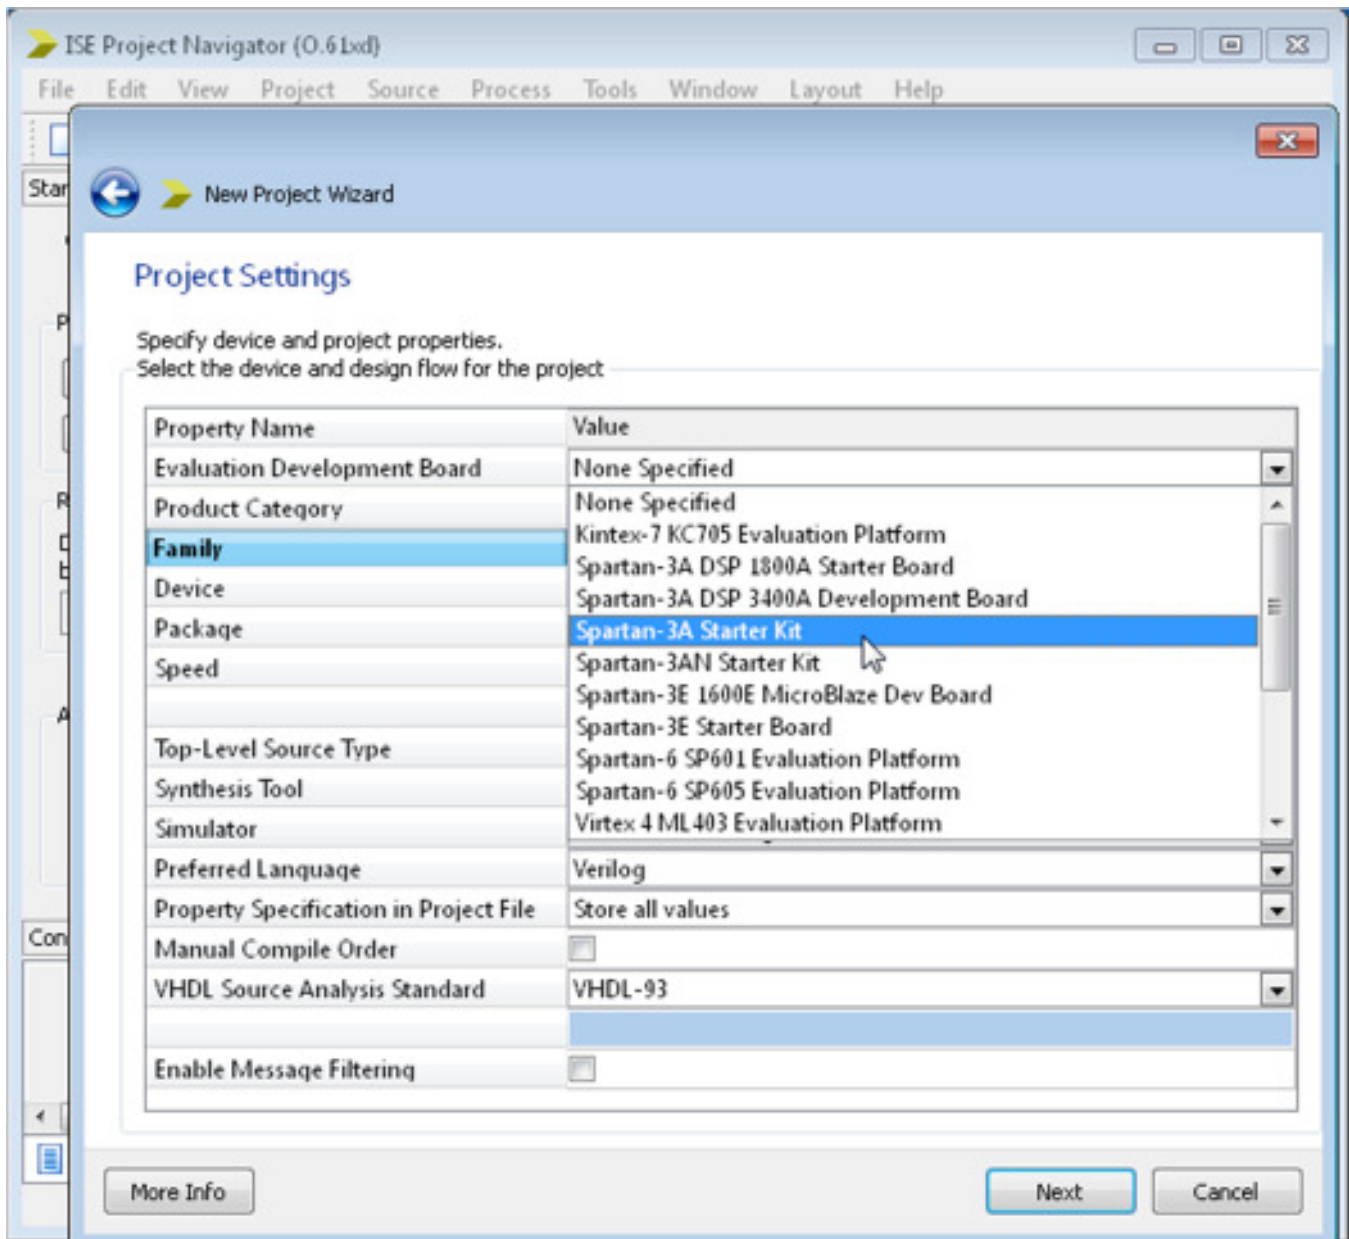 ISE Project Navigator (O.61xd)
File Edit View Project Source Process Tools Window Layout Help
New Project Wizard
Project Settings
Specify device and project properties.
Select the device and design flow for the project
Property Name Value
Evaluation Development Board None Specified
Product Category None Specified
Kintex-7 KC705 Evaluation Platform
Family
Spartan-3A DSP 1800A Starter Board
Device Spartan-3A DSP 3400A Development Board
Package Spartan-3A Starter Kit
Speed Spartan-3AN Starter Kit
Spartan-3E 1600E MicroBlaze Dev Board
Spartan-3E Starter Board
Top-Level Source Type Spartan-6 SP601 Evaluation Platform
Synthesis Tool Spartan-6 SP605 Evaluation Platform
Simulator Virtex 4 ML403 Evaluation Platform
Preferred Language Verilog
Property Specification in Project File Store all values
Manual Compile Order
VHDL Source Analysis Standard VHDL-93
Enable Message Filtering
More Info Next Cancel